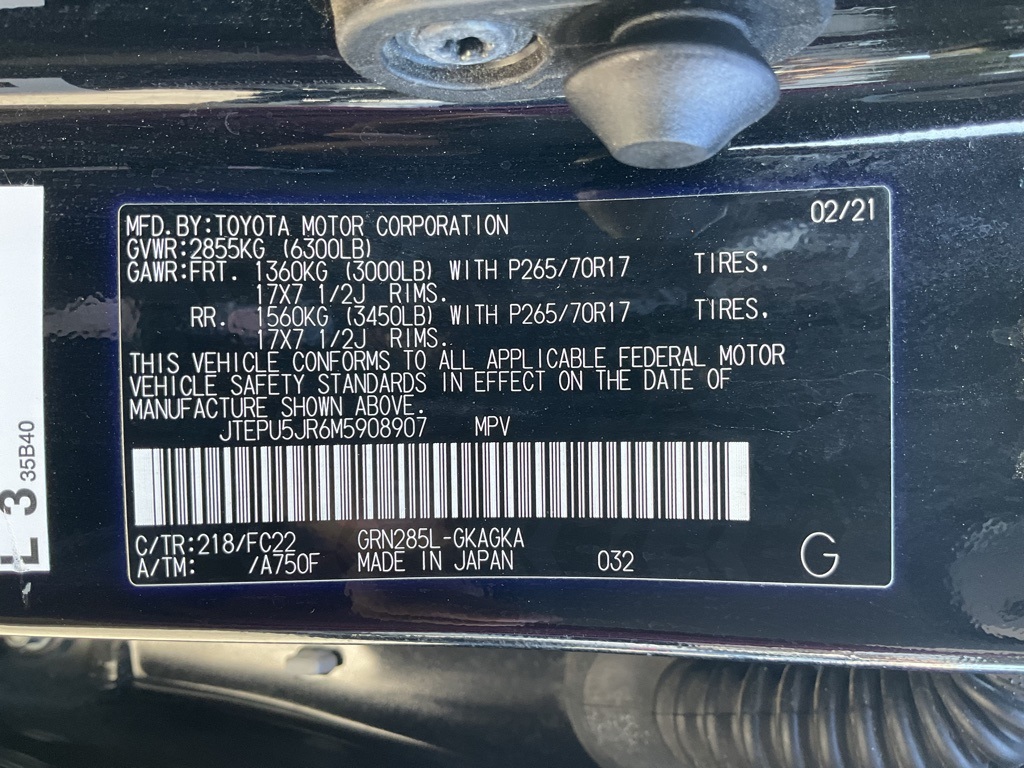 02/21
MFD.BY:TOYOTA MOTOR CORPORATION
GVWR:2855KG (6300LB)
GAWR:FRT. 1360KG (3000LB) WITH P265/70R17 TIRES,
17X7 1/2J RIMS.
RR. 1560KG (3450LB) WITH P265/70R17 TIRES,
17X7 1/2J RIMS.
THIS VEHICLE CONFORMS TO ALL APPLICABLE FEDERAL MOTOR
VEHICLE SAFETY STANDARDS IN EFFECT ON THE DATE OF
MANUFACTURE SHOWN ABOVE.
JTEPU5JR6M5908907 MPV
C/TR:218/FC22 GRN285L-GKAGKA
A/TM: /A750F MADE IN JAPAN 032 G
3
35B40